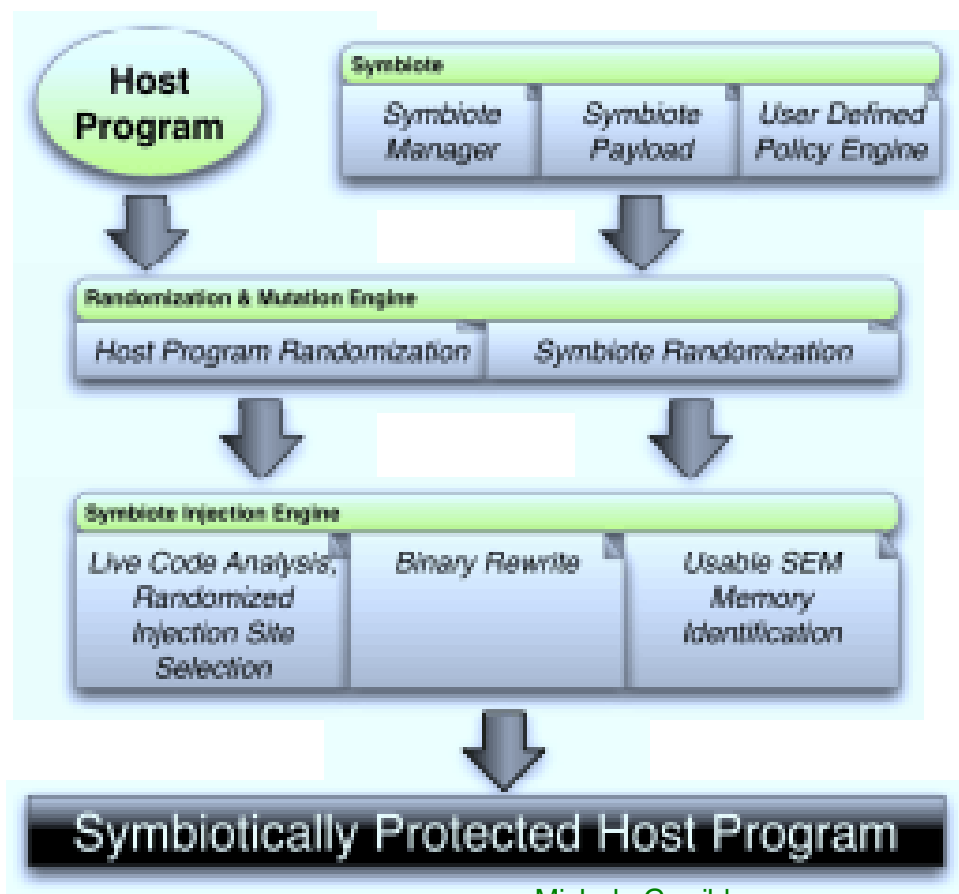 Host
Program
Symbiote
Symbiote
Manager
Symbiote
Payload
User Defined
Policy Engine
Randomization & Mutation Engine
Host Program Randomization
Symbiote Randomization
Symbiote Injection Engine
Live Code Analysis,
Randomized
Injection Site
Selection
Binary Rewrite
Usable SEM
Memory
Identification
Symbiotically Protected Host Program